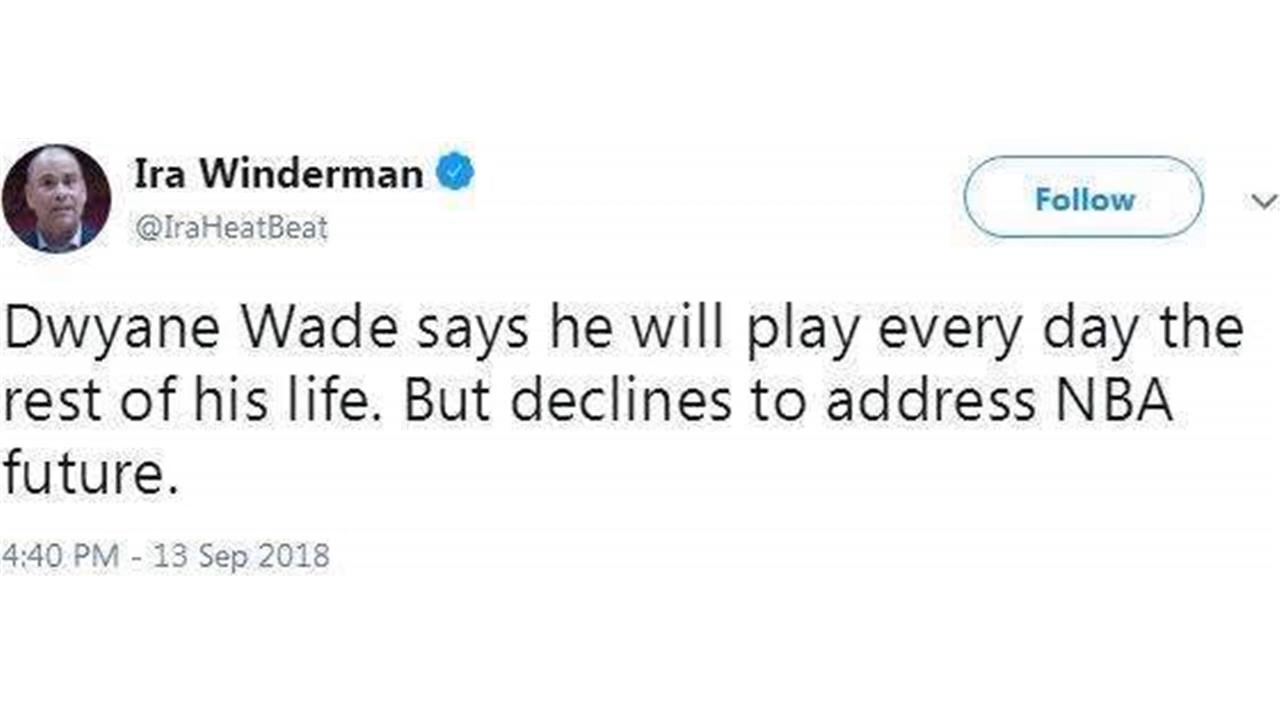 Ira Winderman
@IraHeatBeat
Follow
Dwyane Wade says he will play every day the
rest of his life. But declines to address NBA
future.
4:40 PM - 13 Sep 2018